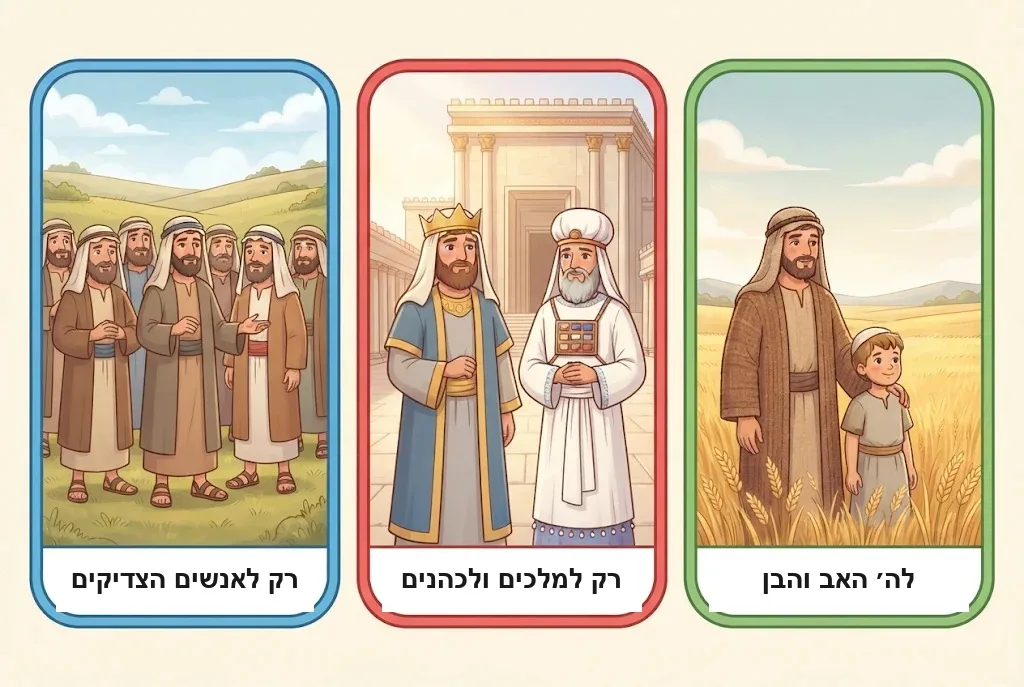 רק לאנשים הצדיקים
רק למלכים ולכהנים
לה׳ האב והבן